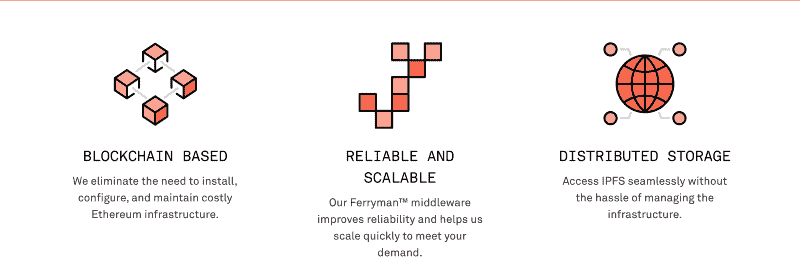 BLOCKCHAIN BASED
We eliminate the need to install,
configure, and maintain costly
Ethereum infrastructure.
RELIABLE AND
SCALABLE
Our Ferryman™ middleware
improves reliability and helps us
scale quickly to meet your
demand.
DISTRIBUTED STORAGE
Access IPFS seamlessly without
the hassle of managing the
infrastructure.